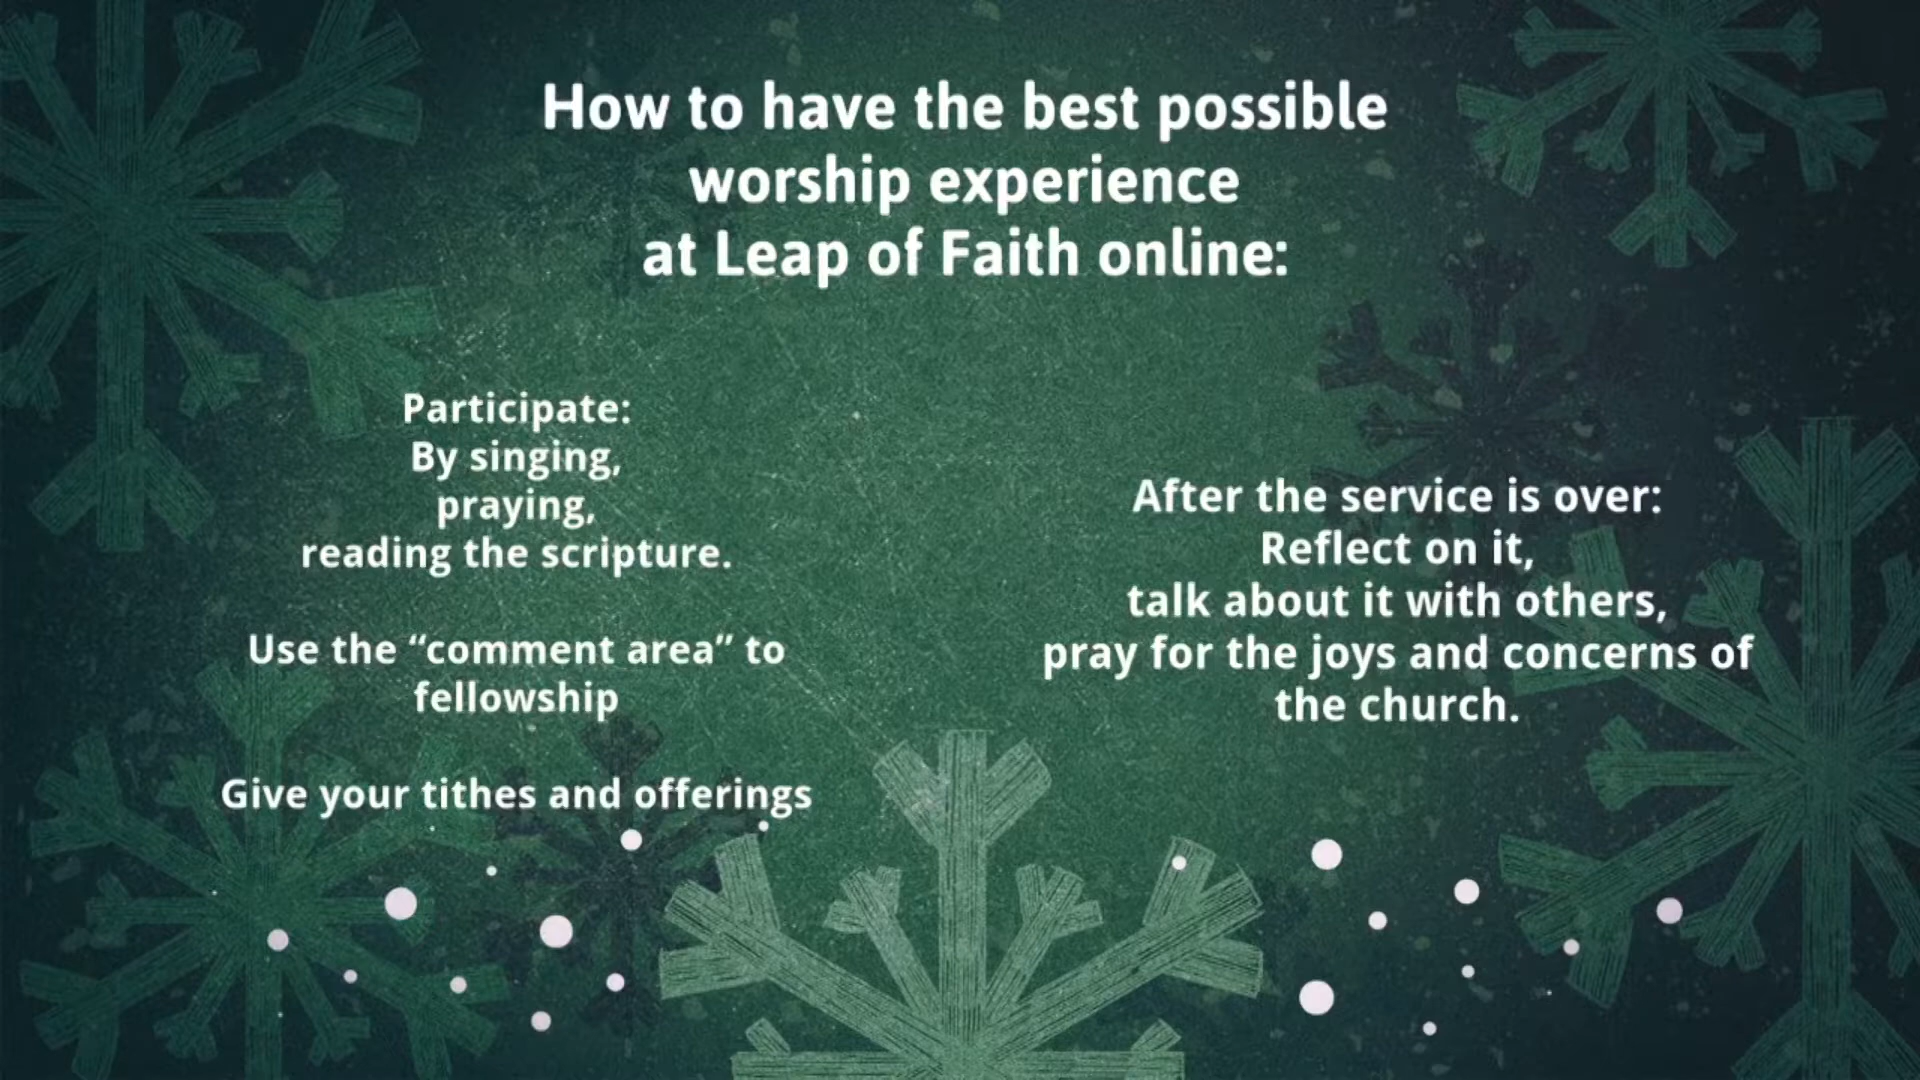 How to have the best possible
worship experience
at Leap of Faith online:
Participate:
By singing,
praying,
reading the scripture.
Use the “comment area” to
fellowship
Give your tithes and offerings
After the service is over:
Reflect on it,
talk about it with others,
pray for the joys and concerns of
the church.